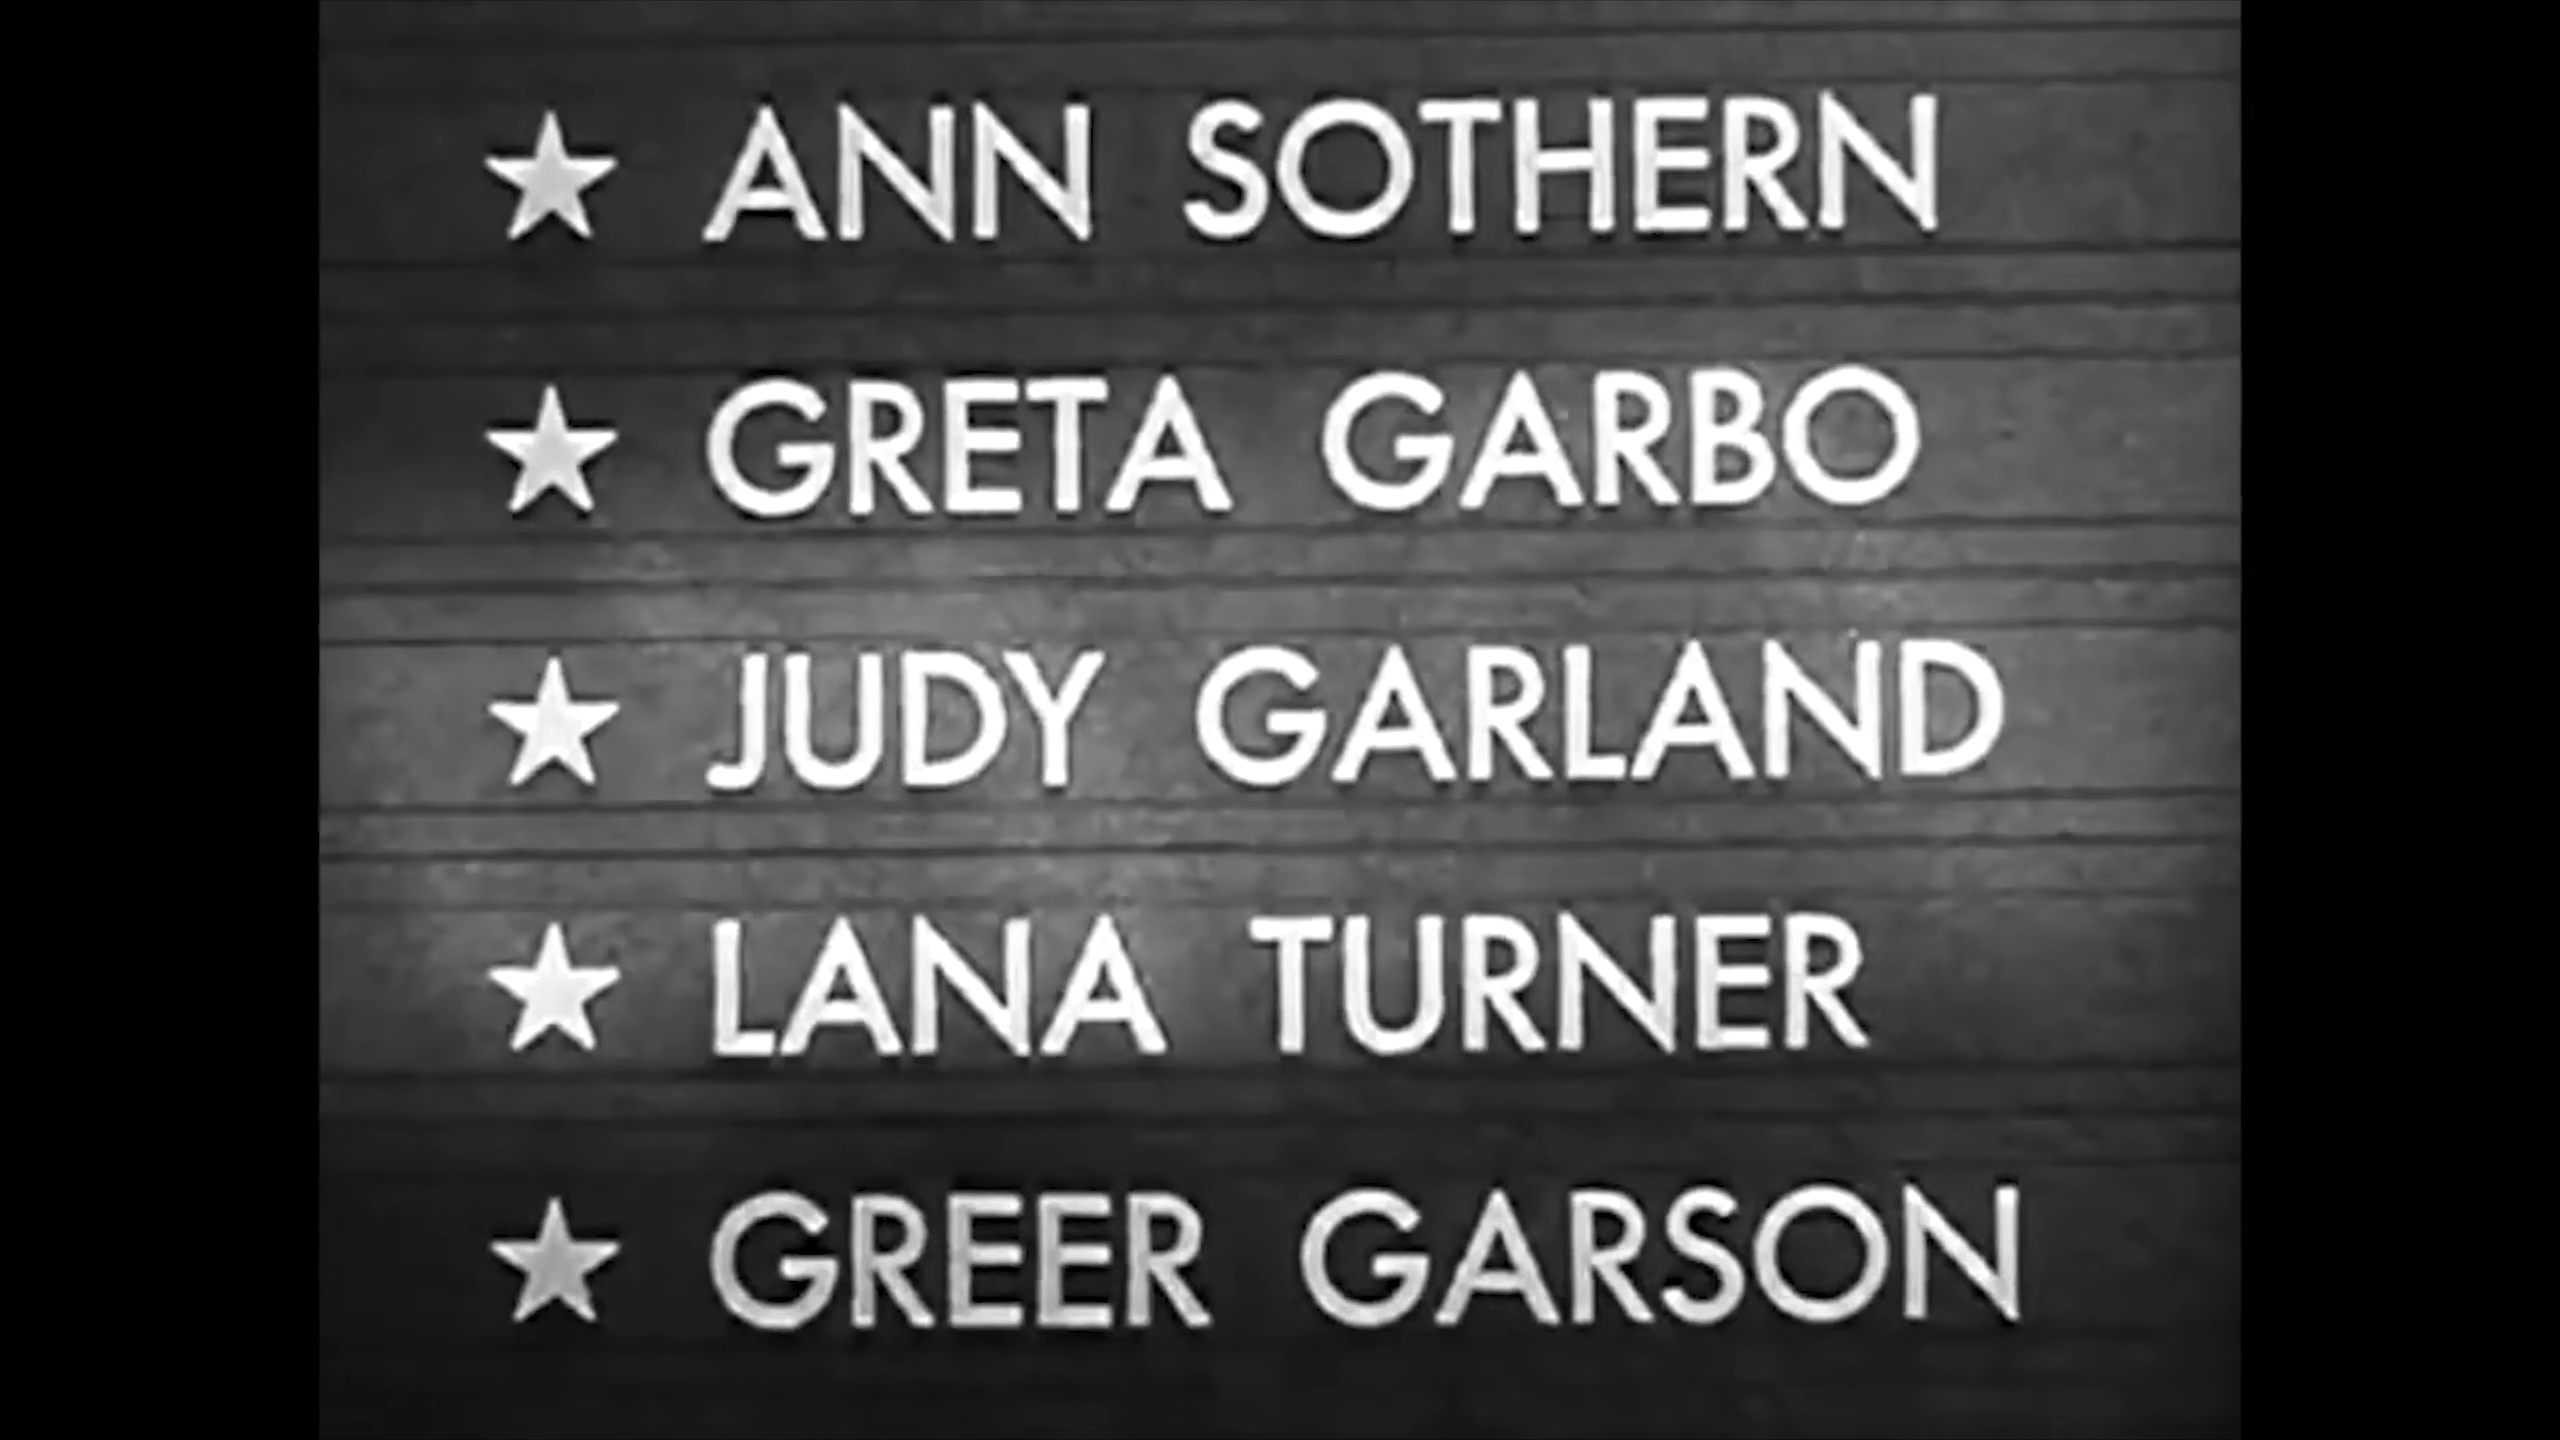 ★ ANN SOTHERN
★ GRETA GARBO
★ JUDY GARLAND
★ LANA TURNER
★ GREER GARSON